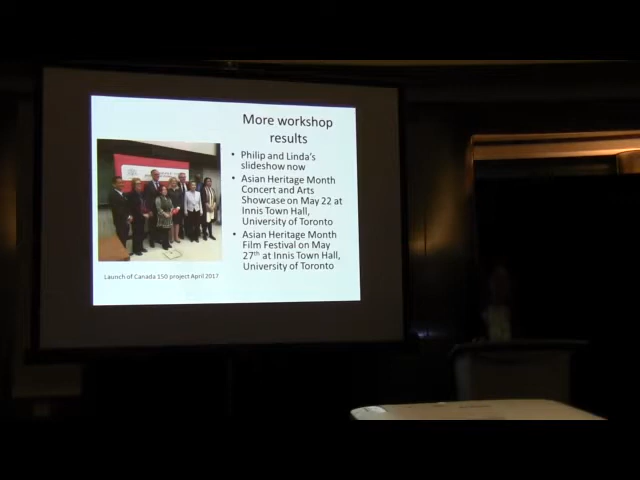 More workshop
results
• Philip and Linda's
slideshow now
• Asian Heritage Month
Concert and Arts
Showcase on May 22 at
Innis Town Hall,
University of Toronto
• Asian Heritage Month
Film Festival on May
27th at Innis Town Hall,
University of Toronto
Launch of Canada 150 project April 2017